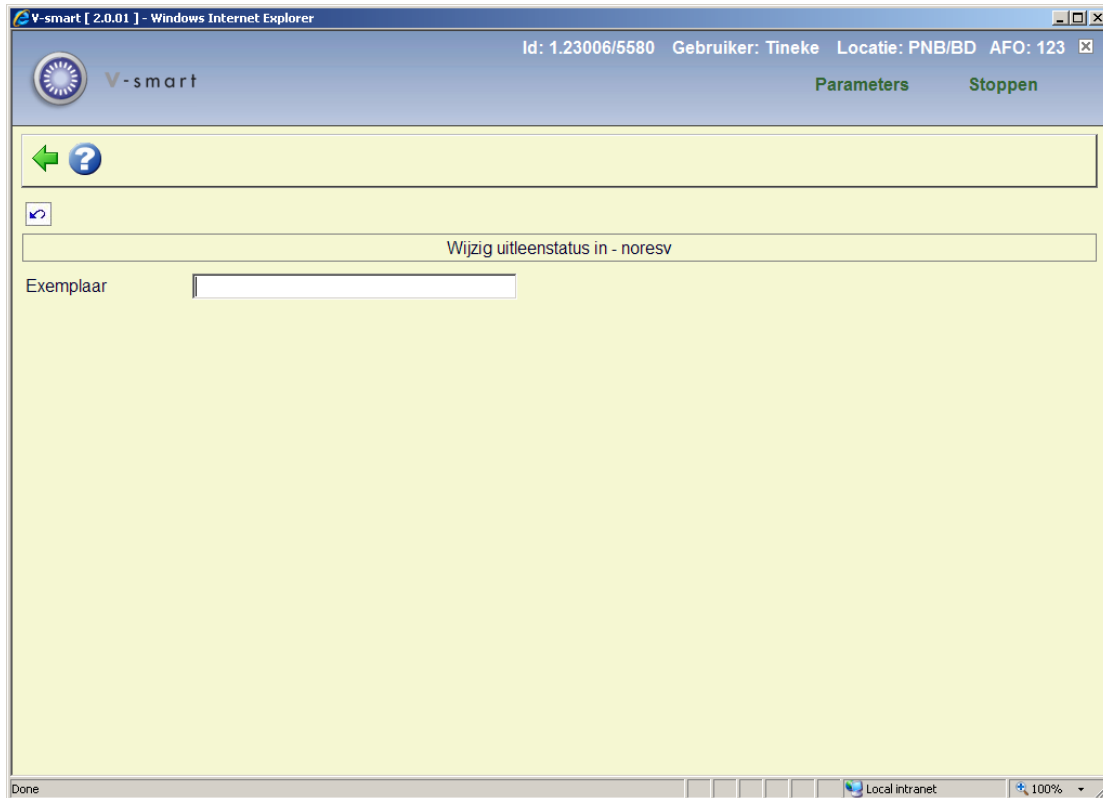 V-smart [ 2.0.01 ] - Windows Internet Explorer
Id: 1.23006/5580 Gebruiker: Tineke Locatie: PNB/BD AFO: 123
V-smart
Parameters Stoppen
Wijzig uitleenstatus in - noresv
Exemplaar
Done Local intranet 100%